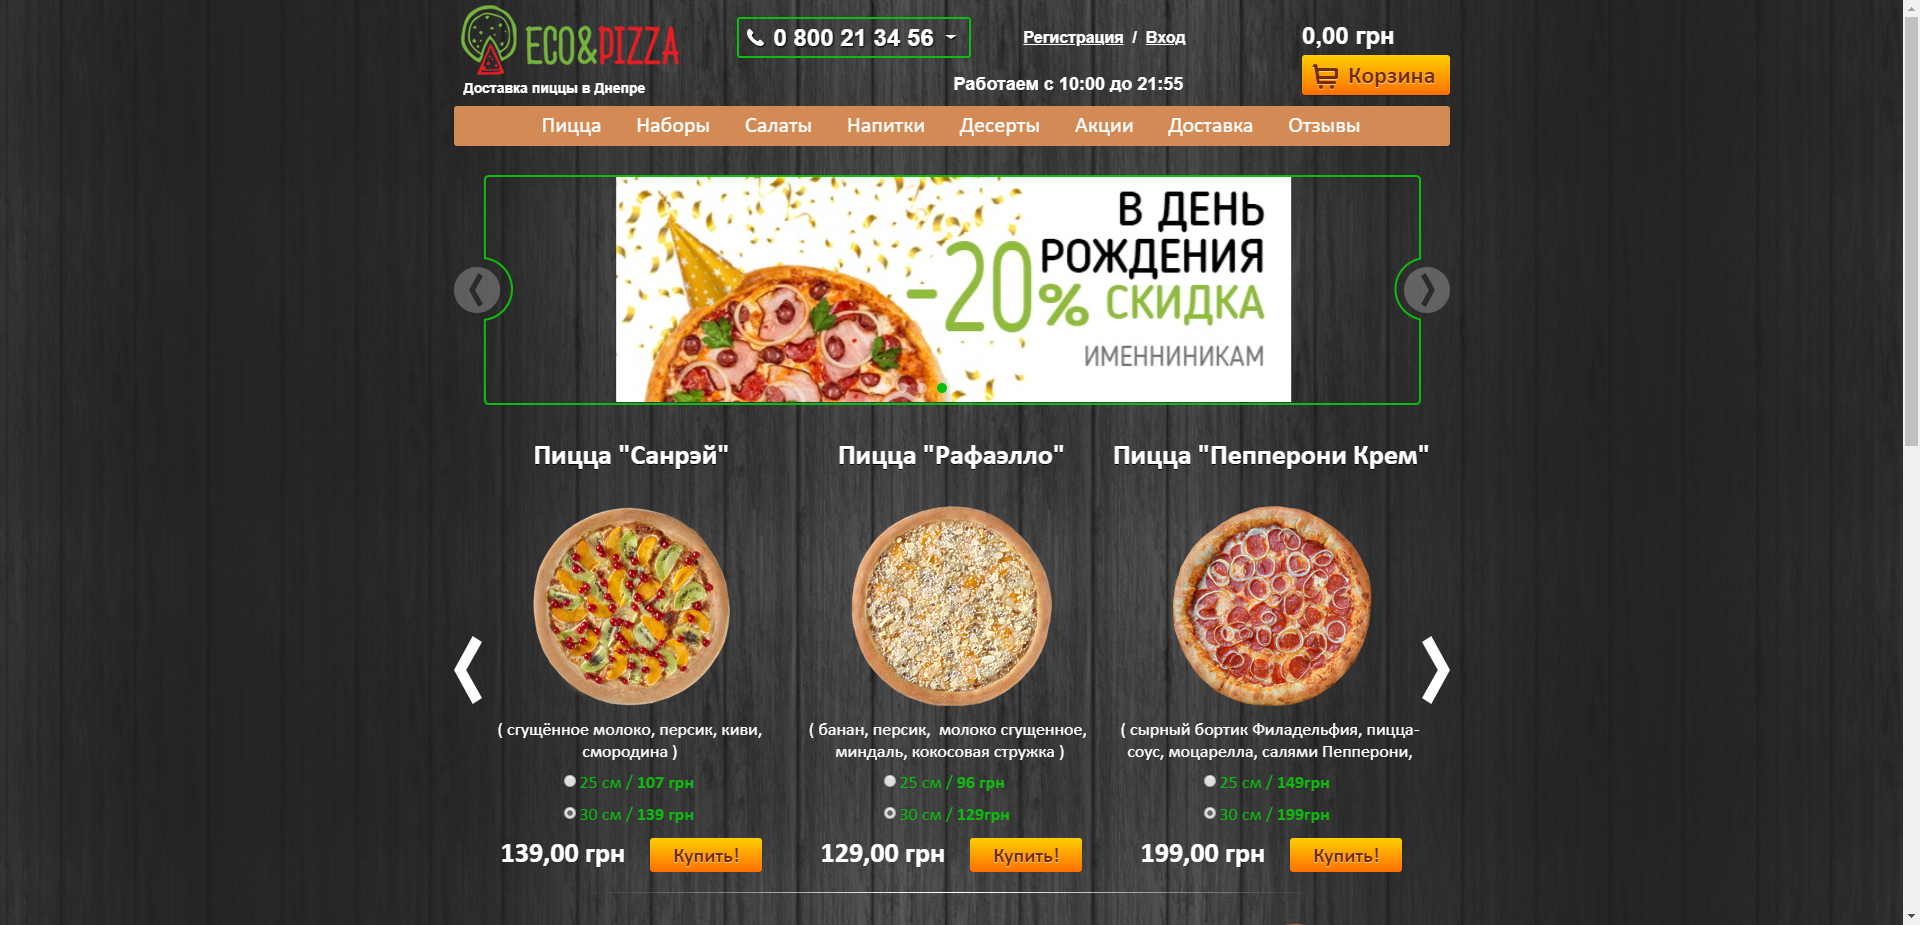 ECO&PIZZA
Доставка пиццы в Днепре
0 800 21 34 56
Регистрация / Вход
Работаем с 10:00 до 21:55
0,00 грн
Корзина
Пицца Наборы Салаты Напитки Десерты Акции Доставка Отзывы
В ДЕНЬ
РОЖДЕНИЯ
-20% СКИДКА
ИМЕННИНИКАМ
Пицца "Санрэй"
( сгущённое молоко, персик, киви,
смородина )
25 см / 107 грн
30 см / 139 грн
139,00 грн
Купить!
Пицца "Рафаэлло"
( банан, персик, молоко сгущенное,
миндаль, кокосовая стружка )
25 см / 96 грн
30 см / 129грн
129,00 грн
Купить!
Пицца "Пепперони Крем"
( сырный бортик Филадельфия, пицца-
соус, моцарелла, салями Пепперони,
25 см / 149грн
30 см / 199грн
199,00 грн
Купить!